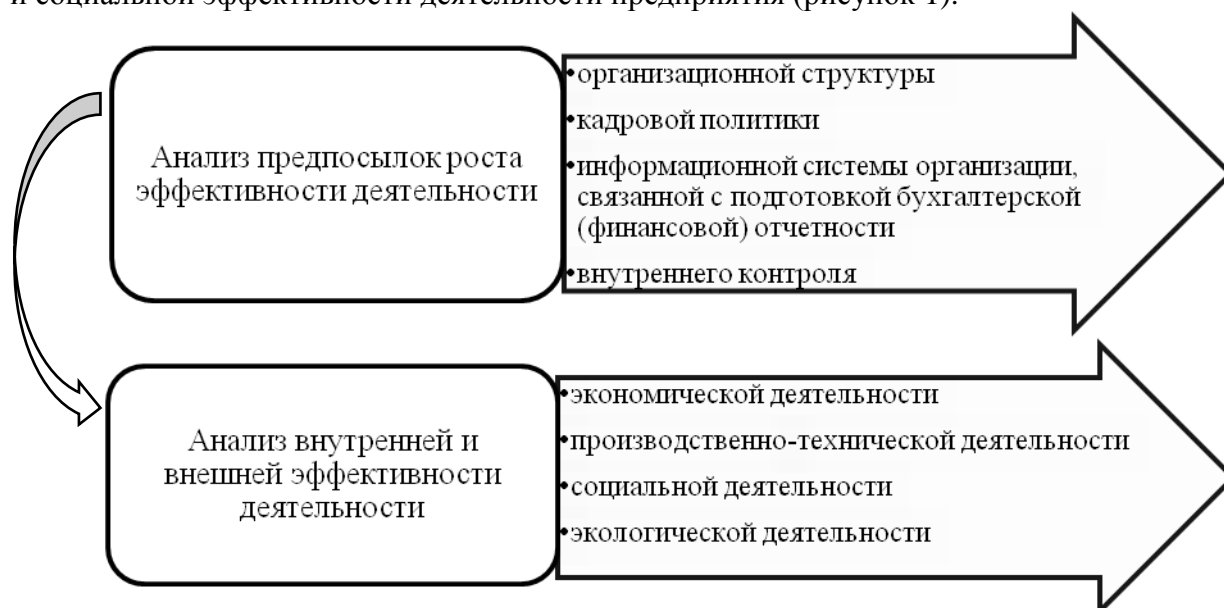 и социальной эффективности деятельности предприятия (рисунок 1).
Анализ предпосылок роста
эффективности деятельности
•организационной структуры
•кадровой политики
•информационной системы организации,
связанной с подготовкой бухгалтерской
(финансовой) отчетности
•внутреннего контроля
Анализ внутренней и
внешней эффективности
деятельности
•экономической деятельности
•производственно-технической деятельности
•социальной деятельности
•экологической деятельности